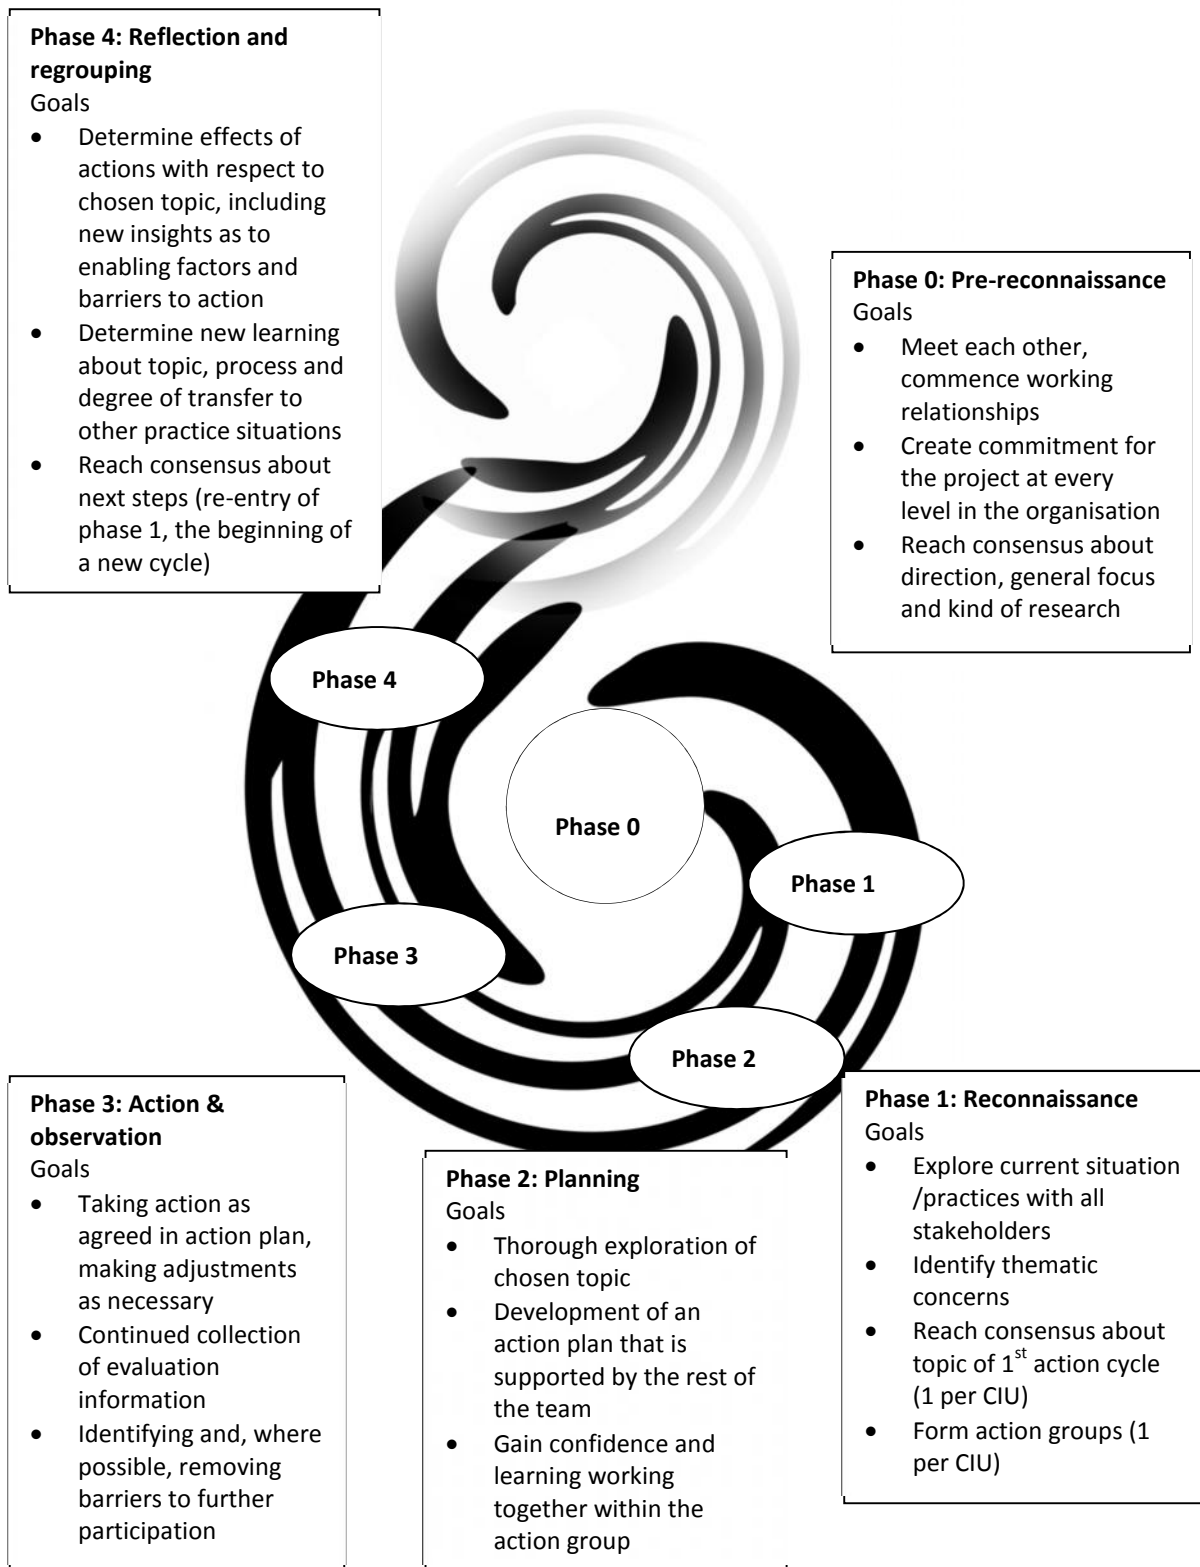 Phase 4: Reflection and
regrouping
Goals
• Determine effects of
actions with respect to
chosen topic, including
new insights as to
enabling factors and
barriers to action
• Determine new learning
about topic, process and
degree of transfer to
other practice situations
• Reach consensus about
next steps (re-entry of
phase 1, the beginning of
a new cycle)
Phase 0: Pre-reconnaissance
Goals
• Meet each other,
commence working
relationships
• Create commitment for
the project at every
level in the organisation
• Reach consensus about
direction, general focus
and kind of research
Phase 4
Phase 0
Phase 1
Phase 3
Phase 2
Phase 3: Action &
observation
Goals
• Taking action as
agreed in action plan,
making adjustments
as necessary
• Continued collection
of evaluation
information
• Identifying and, where
possible, removing
barriers to further
participation
Phase 2: Planning
Goals
• Thorough exploration of
chosen topic
• Development of an
action plan that is
supported by the rest of
the team
• Gain confidence and
learning working
together within the
action group
Phase 1: Reconnaissance
Goals
• Explore current situation
/practices with all
stakeholders
• Identify thematic
concerns
• Reach consensus about
topic of 1st action cycle
(1 per CIU)
• Form action groups (1
per CIU)